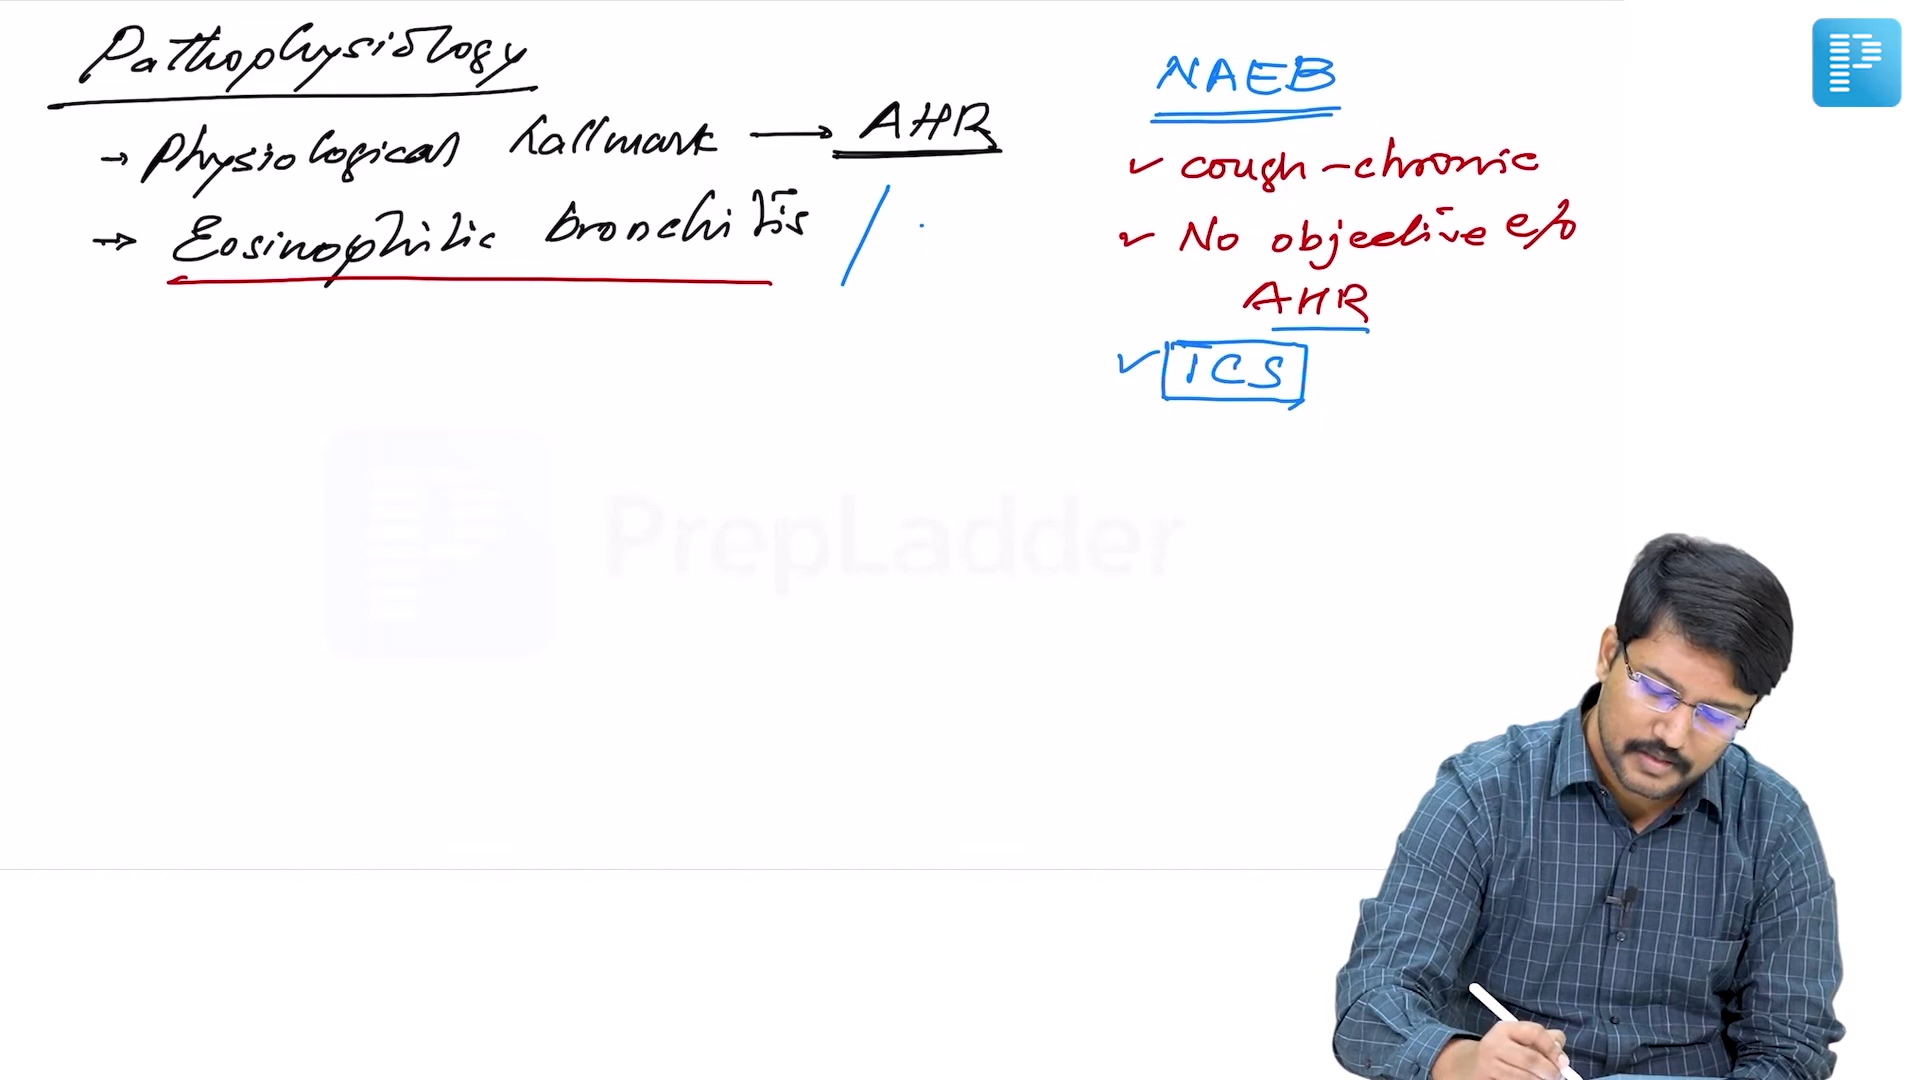 Pathophysiology
→ Physiological hallmark → AHR
→ Eosinophilic bronchitis /
NAEB
✓ cough - chronic
✓ No objective e/o
AHR
✓ ICS
PrepLadder